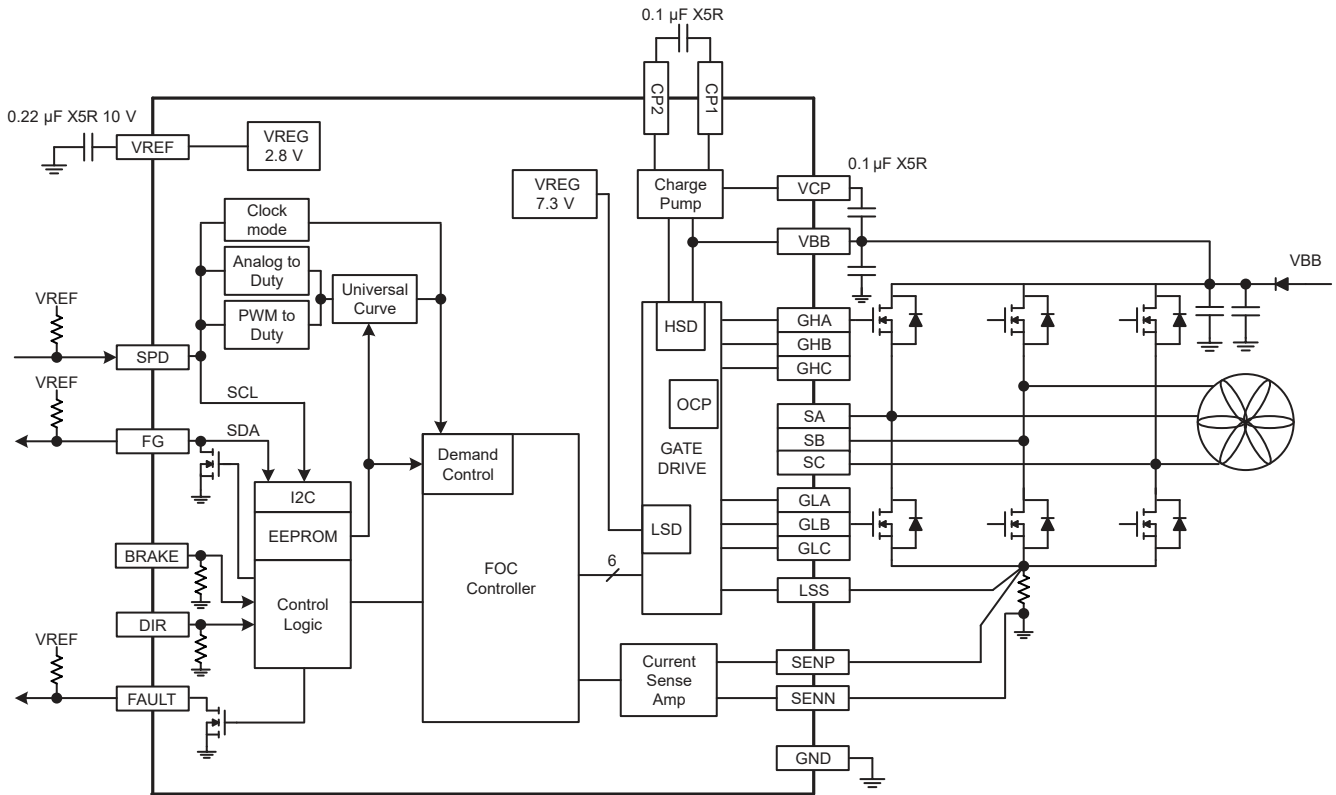 0.1 µF X5R
CP2
CP1
0.22 µF X5R 10 V
VREF
VREG
2.8 V
VREG
7.3 V
Charge
Pump
0.1 µF X5R
VCP
VBB
VBB
Clock
mode
Analog to
Duty
PWM to
Duty
Universal
Curve
VREF
SPD
VREF
FG
SCL
SDA
I2C
EEPROM
Control
Logic
BRAKE
DIR
VREF
FAULT
Demand
Control
FOC
Controller
6
HSD
OCP
GATE
DRIVE
LSD
GHA
GHB
GHC
SA
SB
SC
GLA
GLB
GLC
LSS
Current
Sense
Amp
SENP
SENN
GND